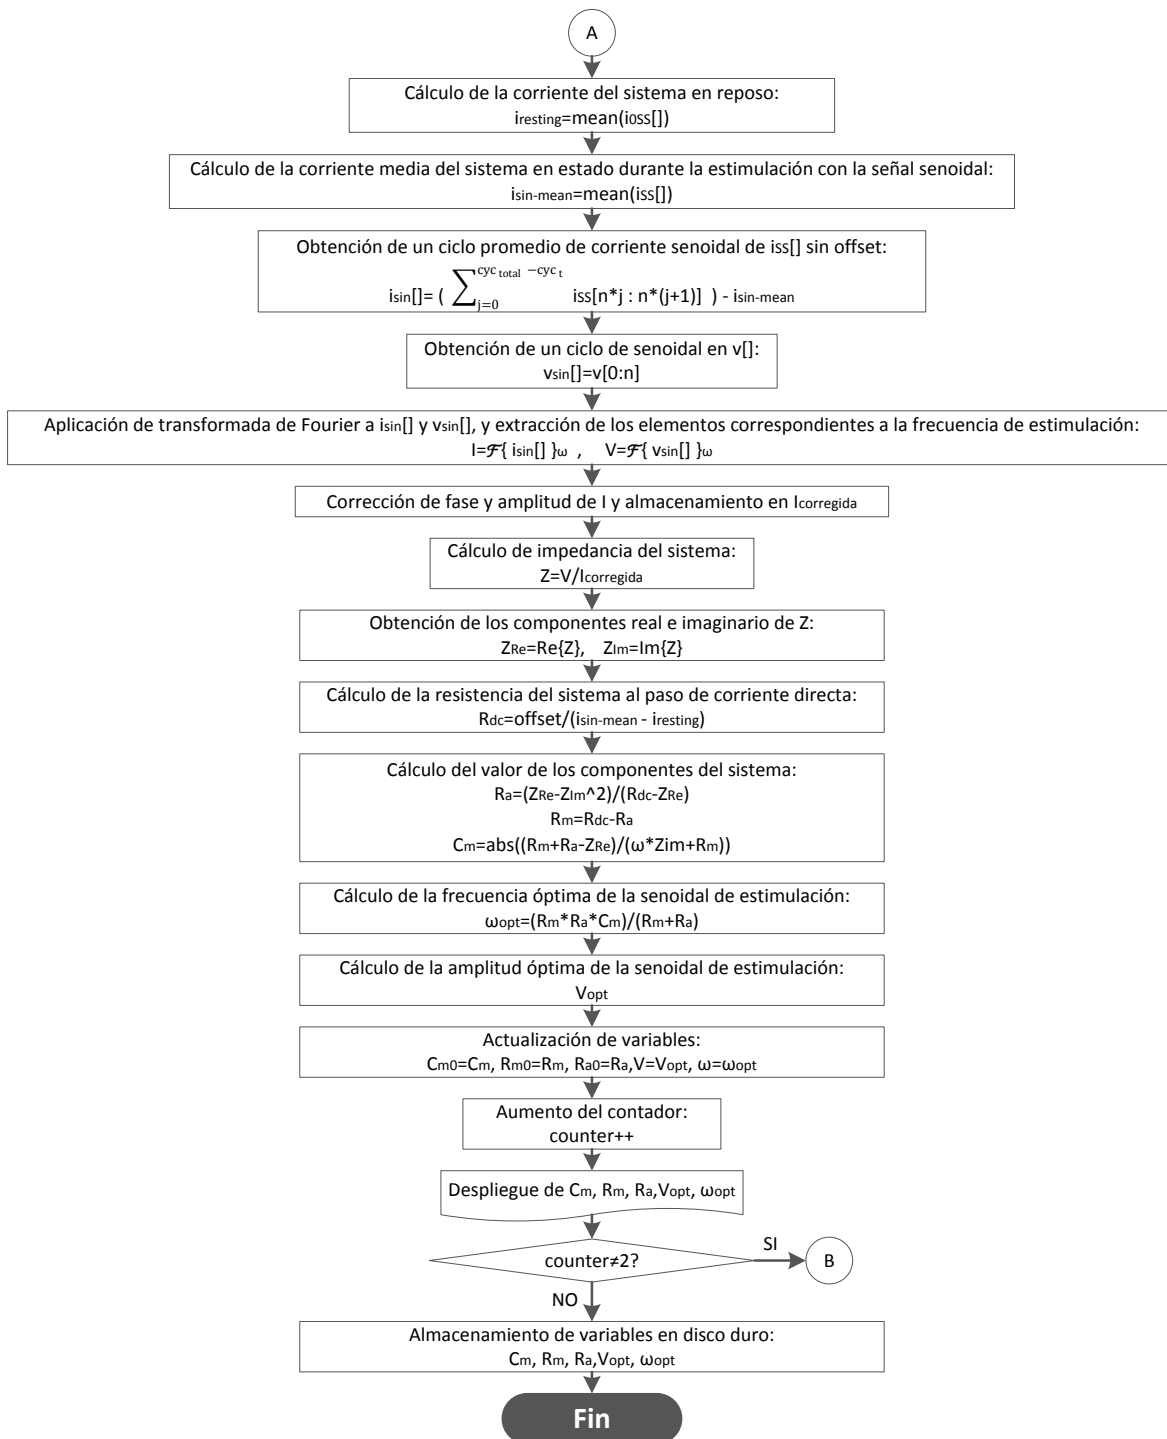 A
Cálculo de la corriente del sistema en reposo:
iresting=mean(i0ss[])
Cálculo de la corriente media del sistema en estado durante la estimulación con la señal senoidal:
isin-mean=mean(iss[])
Obtención de un ciclo promedio de corriente senoidal de iss[] sin offset:
isin[]= ( ∑_{j=0}^{cyc_total −cyc_t} iss[n*j : n*(j+1)] ) - isin-mean
Obtención de un ciclo de senoidal en v[]:
vsin[]=v[0:n]
Aplicación de transformada de Fourier a isin[] y vsin[], y extracción de los elementos correspondientes a la frecuencia de estimulación:
I=ℱ{ isin[] }ω , V=ℱ{ vsin[] }ω
Corrección de fase y amplitud de I y almacenamiento en Icorregida
Cálculo de impedancia del sistema:
Z=V/Icorregida
Obtención de los componentes real e imaginario de Z:
ZRe=Re{Z}, ZIm=Im{Z}
Cálculo de la resistencia del sistema al paso de corriente directa:
Rdc=offset/(isin-mean - iresting)
Cálculo del valor de los componentes del sistema:
Ra=(ZRe-ZIm^2)/(Rdc-ZRe)
Rm=Rdc-Ra
Cm=abs((Rm+Ra-ZRe)/(ω*Zim+Rm))
Cálculo de la frecuencia óptima de la senoidal de estimulación:
ωopt=(Rm*Ra*Cm)/(Rm+Ra)
Cálculo de la amplitud óptima de la senoidal de estimulación:
Vopt
Actualización de variables:
Cm0=Cm, Rm0=Rm, Ra0=Ra,V=Vopt, ω=ωopt
Aumento del contador:
counter++
Despliegue de Cm, Rm, Ra,Vopt, ωopt
counter≠2?
SI
B
NO
Almacenamiento de variables en disco duro:
Cm, Rm, Ra,Vopt, ωopt
Fin